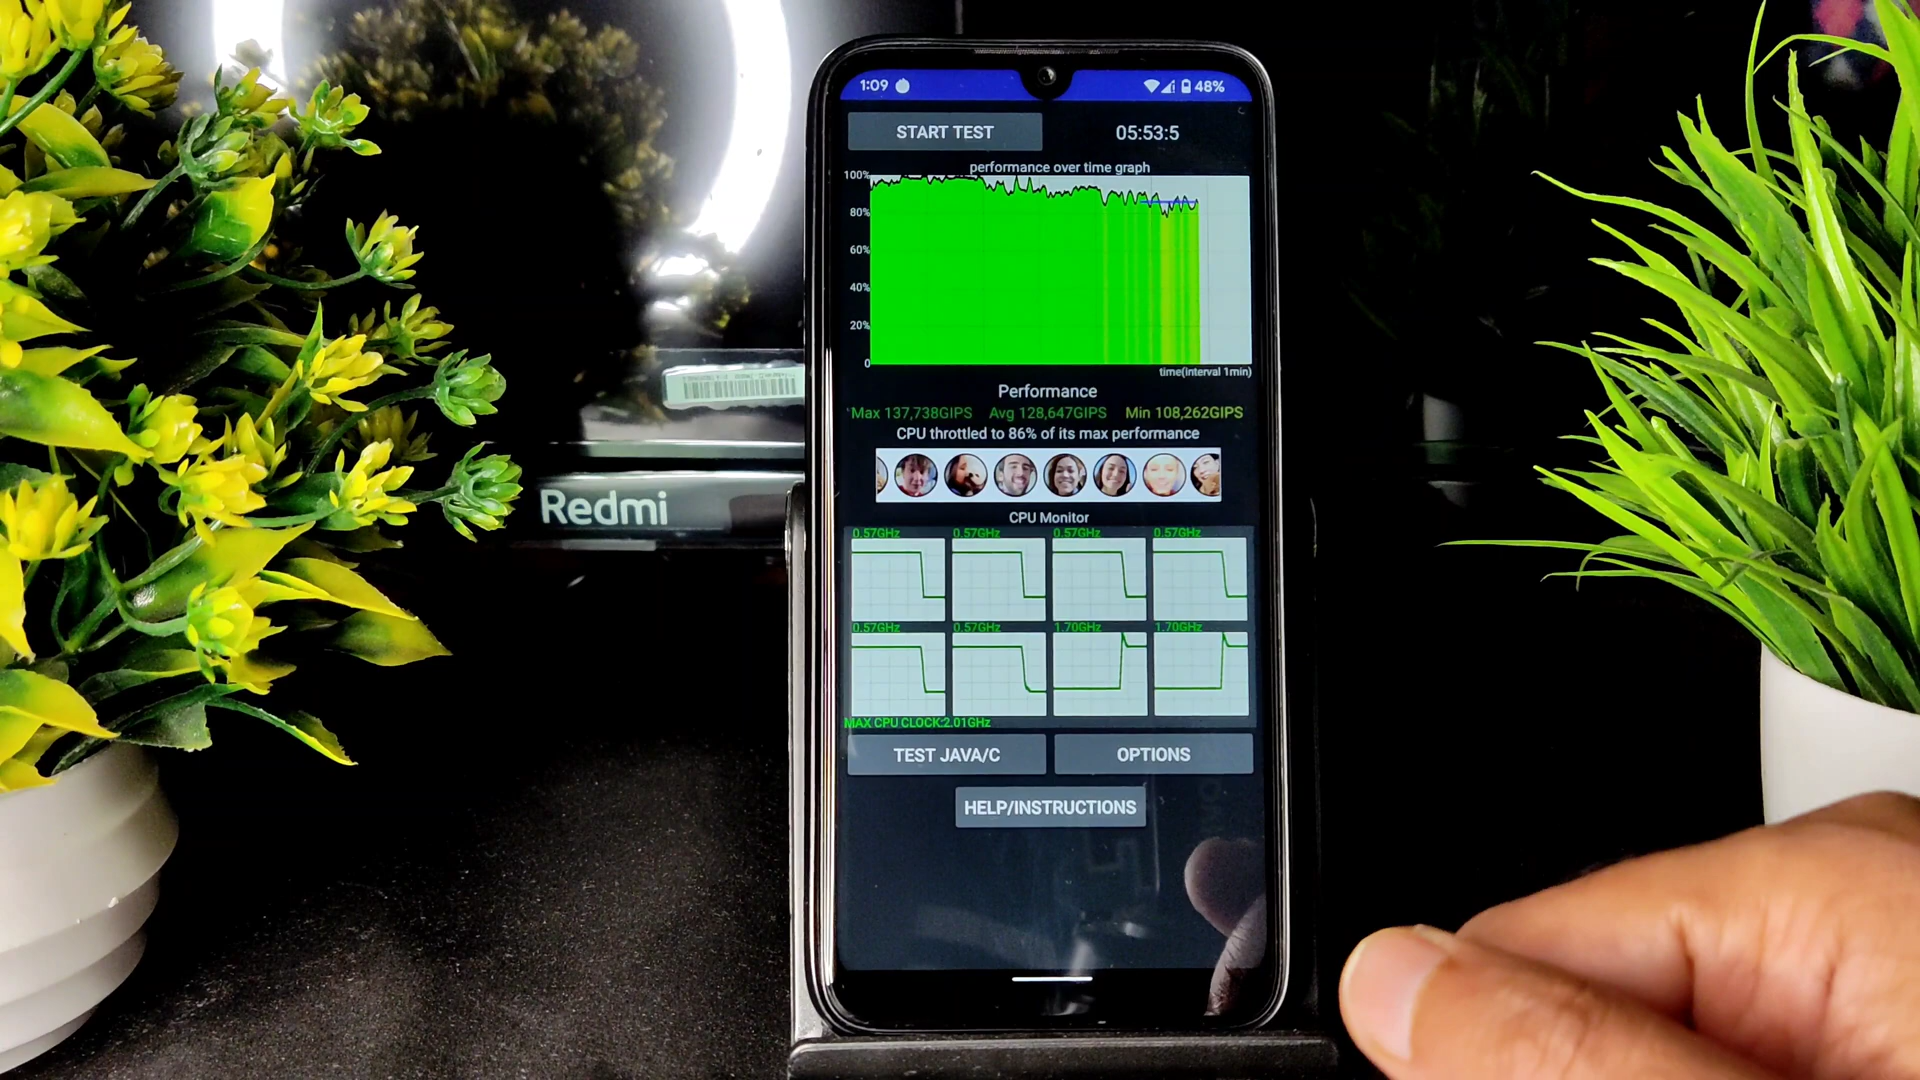 1:09 48%
START TEST 05:53:5
performance over time graph
100%
80%
60%
40%
20%
0
time(interval 1min)
Performance
Max 137,738GIPS Avg 128,647GIPS Min 108,262GIPS
CPU throttled to 86% of its max performance
CPU Monitor
0.57GHz 0.57GHz 0.57GHz 0.57GHz
0.57GHz 0.57GHz 1.70GHz 1.70GHz
MAX CPU CLOCK:2.01GHz
TEST JAVA/C OPTIONS
HELP/INSTRUCTIONS
Redmi